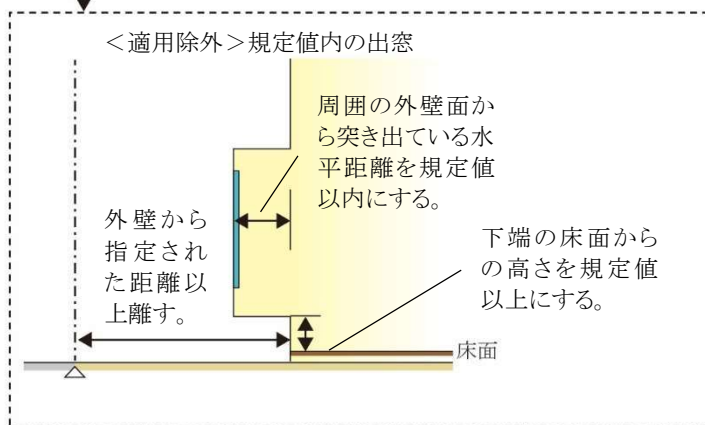 ＜適用除外＞規定値内の出窓
周囲の外壁面か
ら突き出ている水
平距離を規定値
以内にする。
外壁から
指定され
た距離以
上離す。
下端の床面から
の高さを規定値
以上にする。
床面